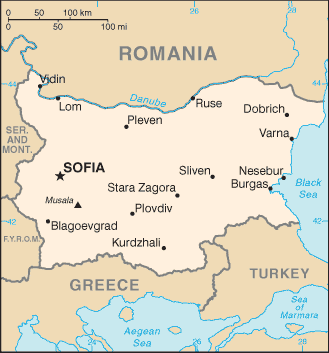 0 50 100 km
0 50 100 mi
26
28
ROMANIA
44
44
Vidin
Lom
Danube
Ruse
Dobrich
Pleven
Varna
SER.
AND
MONT.
SOFIA
Sliven
Nesebur
Burgas
Black
Sea
Musala
Stara Zagora
Plovdiv
42
42
Blagoevgrad
F.Y.R.O.M.
Kurdzhali
GREECE
TURKEY
Sea
of
Marmara
Aegean
Sea
24
26
28